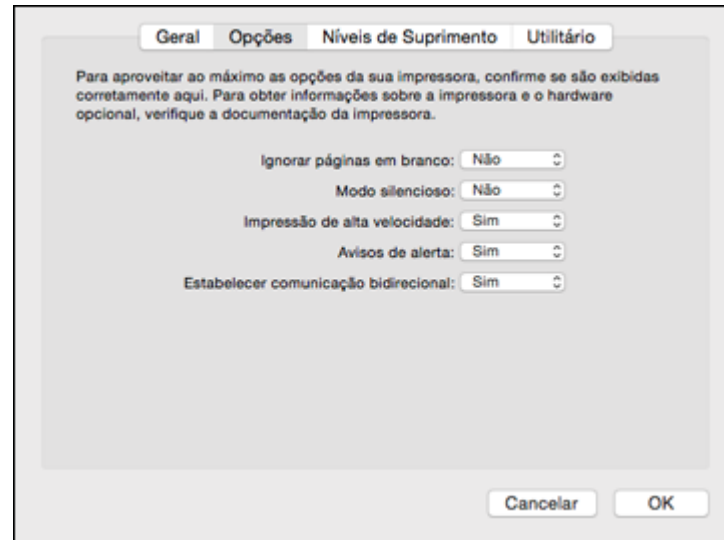 Geral Opções Níveis de Suprimento Utilitário
Para aproveitar ao máximo as opções da sua impressora, confirme se são exibidas
corretamente aqui. Para obter informações sobre a impressora e o hardware
opcional, verifique a documentação da impressora.
Ignorar páginas em branco: Não
Modo silencioso: Não
Impressão de alta velocidade: Sim
Avisos de alerta: Sim
Estabelecer comunicação bidirecional: Sim
Cancelar OK